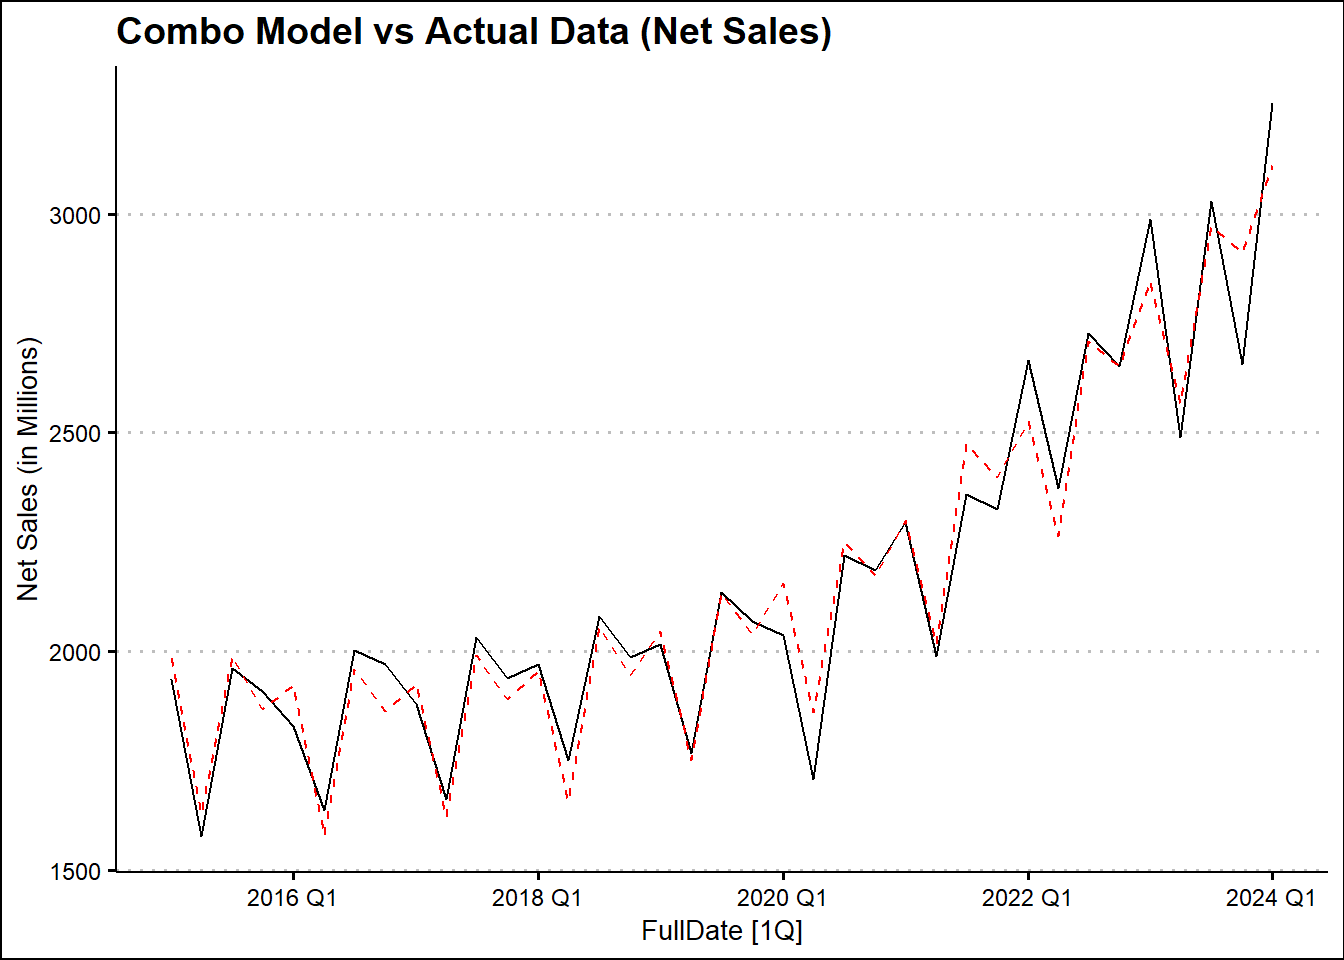 Combo Model vs Actual Data (Net Sales)
Net Sales (in Millions)
3000
2500
2000
1500
2016 Q1 2018 Q1 2020 Q1 2022 Q1 2024 Q1
FullDate [1Q]